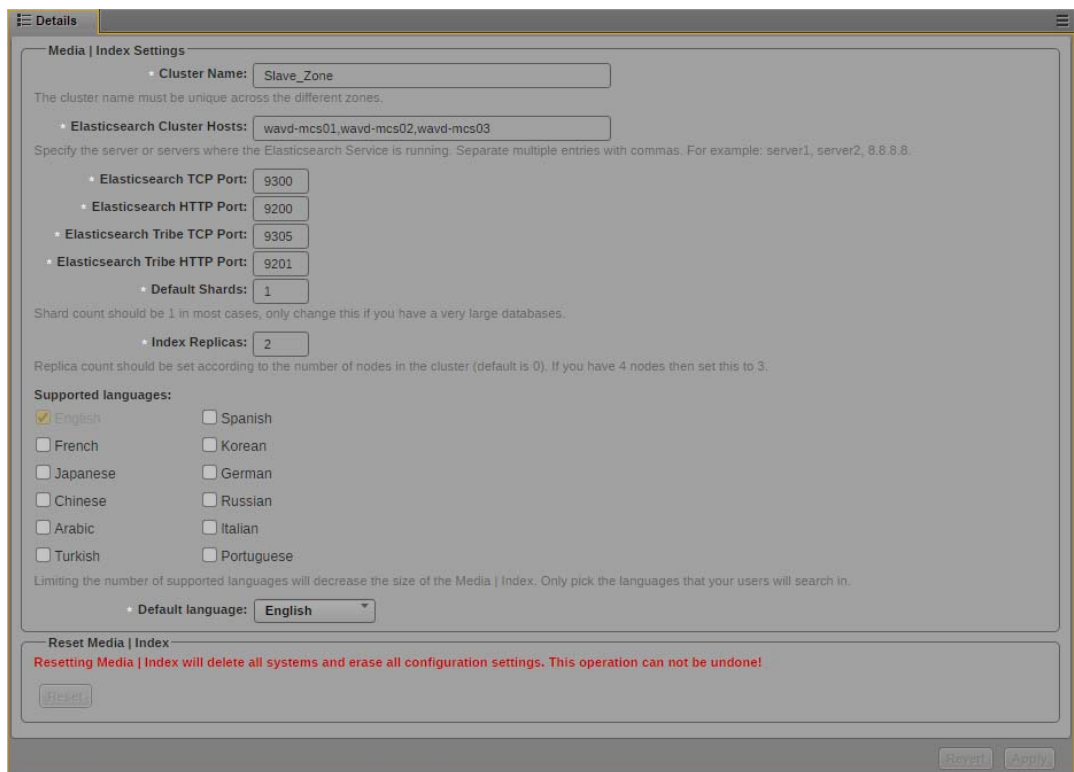 Details
Media | Index Settings
* Cluster Name: Slave_Zone
The cluster name must be unique across the different zones.
* Elasticsearch Cluster Hosts: wavd-mcs01,wavd-mcs02,wavd-mcs03
Specify the server or servers where the Elasticsearch Service is running. Separate multiple entries with commas. For example: server1, server2, 8.8.8.8.
* Elasticsearch TCP Port: 9300
* Elasticsearch HTTP Port: 9200
* Elasticsearch Tribe TCP Port: 9305
* Elasticsearch Tribe HTTP Port: 9201
* Default Shards: 1
Shard count should be 1 in most cases, only change this if you have a very large databases.
* Index Replicas: 2
Replica count should be set according to the number of nodes in the cluster (default is 0). If you have 4 nodes then set this to 3.
Supported languages:
English Spanish
French Korean
Japanese German
Chinese Russian
Arabic Italian
Turkish Portuguese
Limiting the number of supported languages will decrease the size of the Media | Index. Only pick the languages that your users will search in.
* Default language: English
Reset Media | Index
Resetting Media | Index will delete all systems and erase all configuration settings. This operation can not be undone!
Reset
Revert Apply